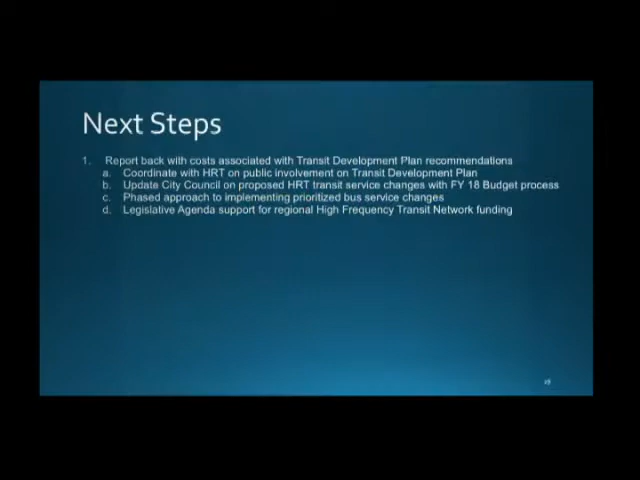 Next Steps
1. Report back with costs associated with Transit Development Plan recommendations
a. Coordinate with HRT on public involvement on Transit Development Plan
b. Update City Council on proposed HRT transit service changes with FY 18 Budget process
c. Phased approach to implementing prioritized bus service changes
d. Legislative Agenda support for regional High Frequency Transit Network funding